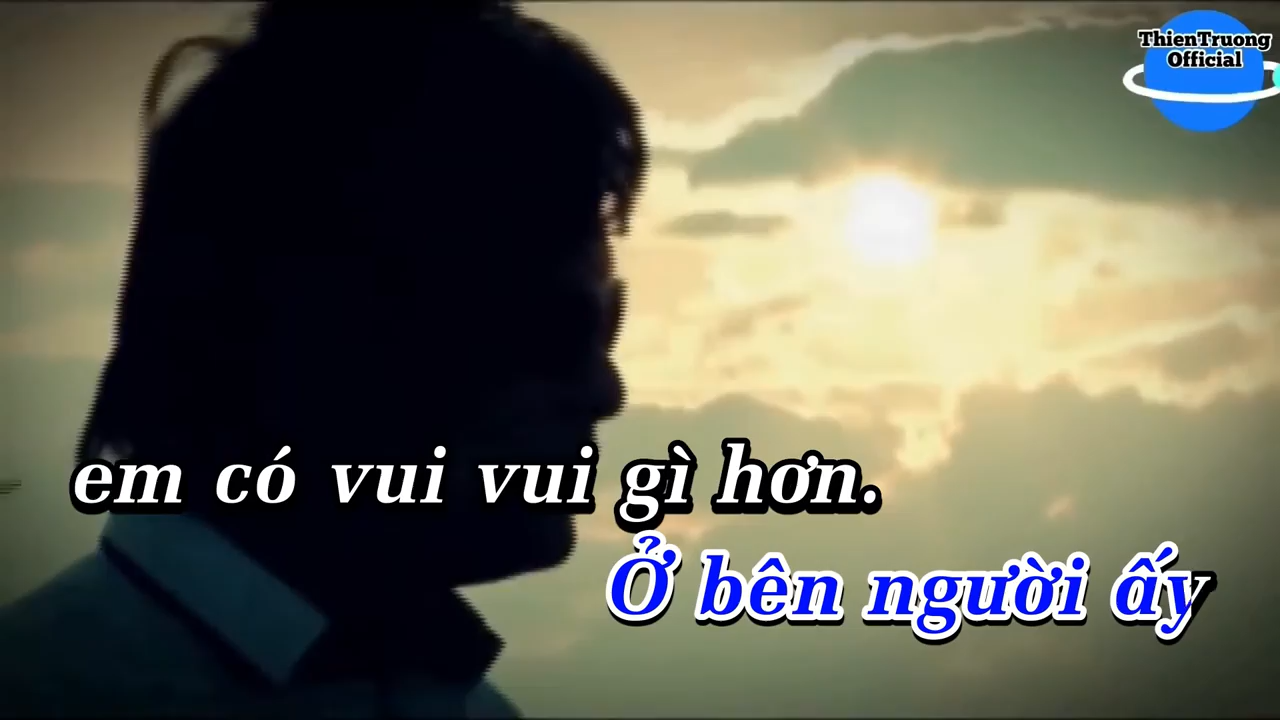 ThienTruong
Official
em có vui vui gì hơn.
Ở bên người ấy